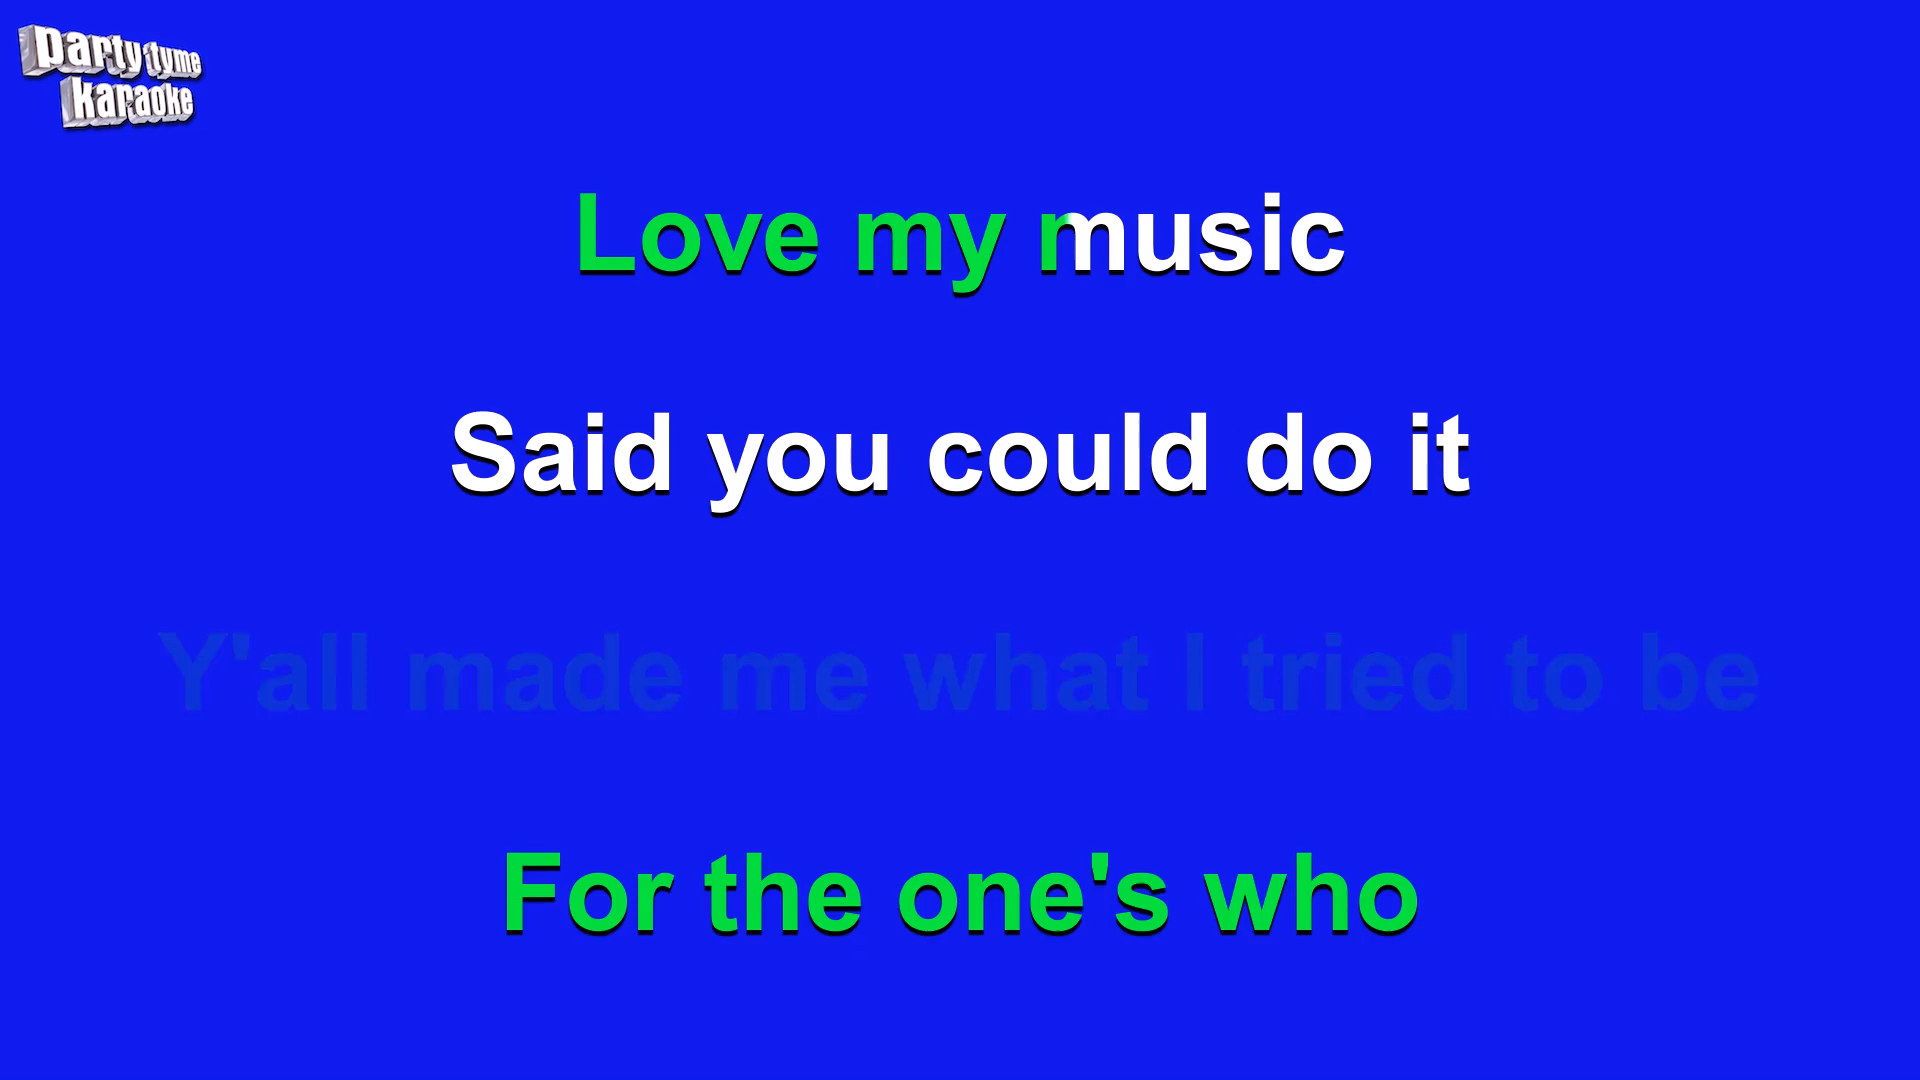 party tyme
karaoke
Love my music
Said you could do it
Y'all made me what I tried to be
For the one's who